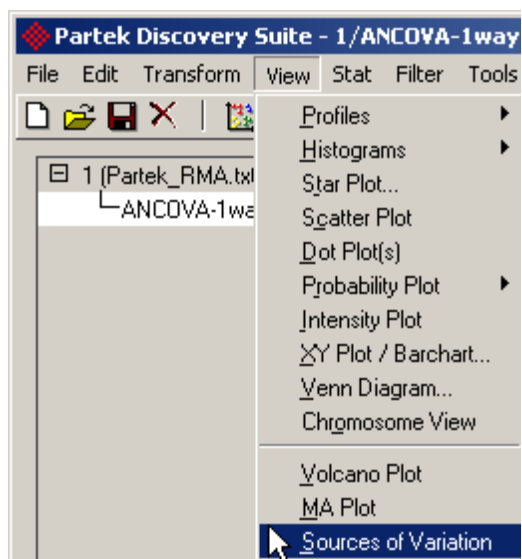 Partek Discovery Suite - 1/ANCOVA-1way
File Edit Transform View Stat Filter Tools
Profiles
Histograms
1 (Partek_RMA.txt
Star Plot...
ANCOVA-1wa
Scatter Plot
Dot Plot(s)
Probability Plot
Intensity Plot
XY Plot / Barchart...
Venn Diagram...
Chromosome View
Volcano Plot
MA Plot
Sources of Variation